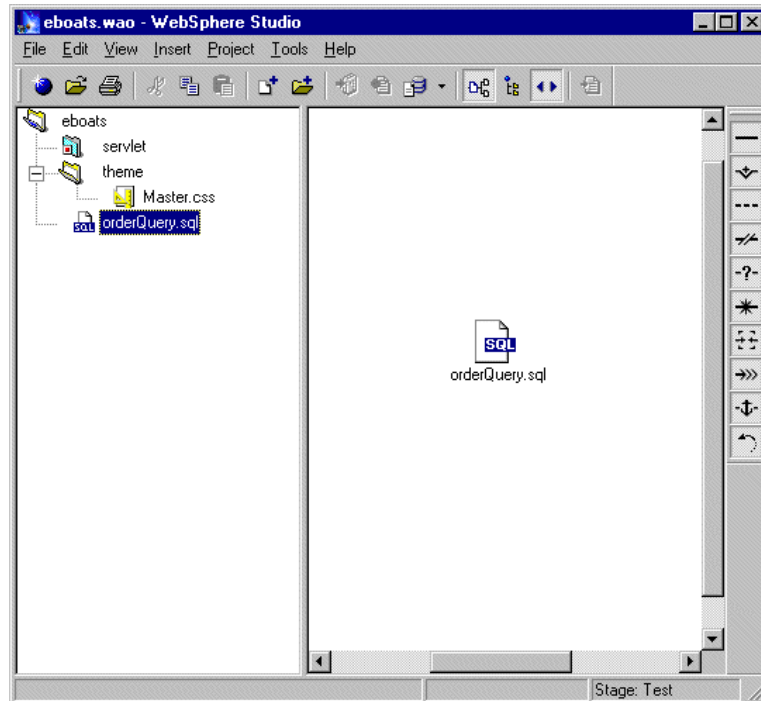 eboats.wao - WebSphere Studio
File Edit View Insert Project Tools Help
eboats
servlet
theme
Master.css
SQL orderQuery.sql
SQL
orderQuery.sql
-?-
Stage: Test